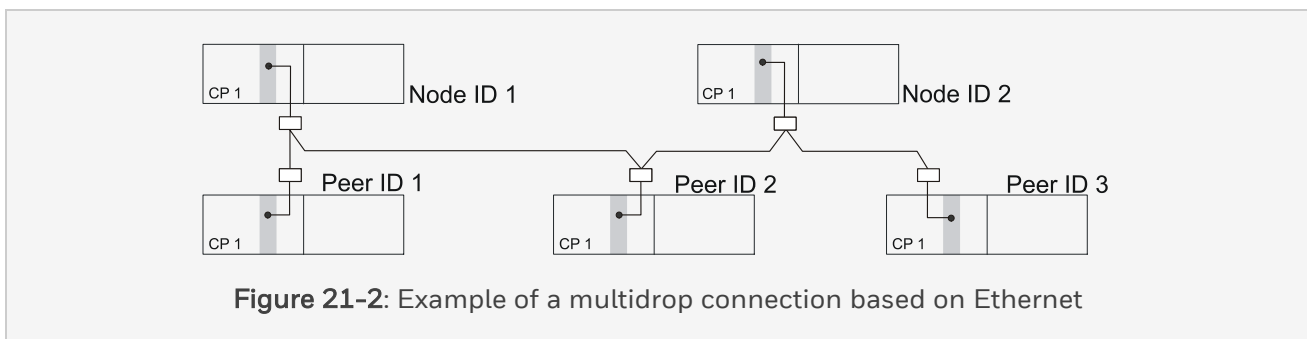 CP 1
Node ID 1
CP 1
Node ID 2
Peer ID 1
Peer ID 2
Peer ID 3
CP 1
CP 1
CP 1
Figure 21-2: Example of a multidrop connection based on Ethernet